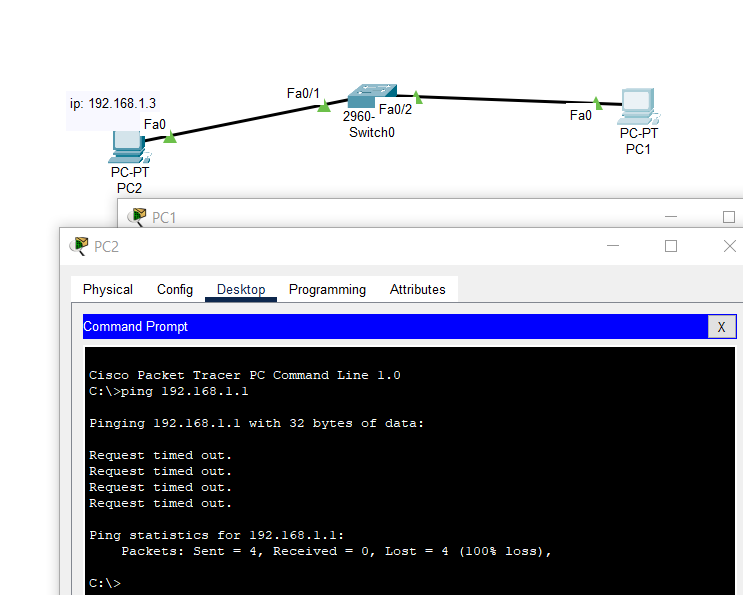 ip: 192.168.1.3
Fa0/1
Fa0/2
Fa0
Fa0
2960-
Switch0
PC-PT
PC1
PC-PT
PC2
PC1
PC2
Physical Config Desktop Programming Attributes
Command Prompt
X
Cisco Packet Tracer PC Command Line 1.0
C:\>ping 192.168.1.1
Pinging 192.168.1.1 with 32 bytes of data:
Request timed out.
Request timed out.
Request timed out.
Request timed out.
Ping statistics for 192.168.1.1:
Packets: Sent = 4, Received = 0, Lost = 4 (100% loss),
C:\>